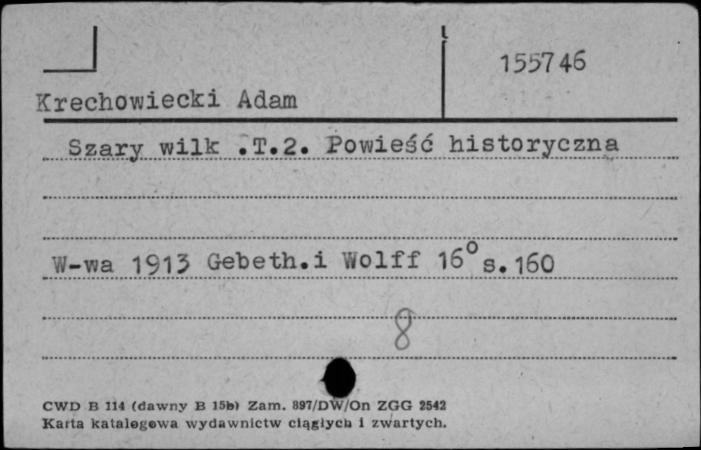 155746
Krechowiecki Adam
Szary wilk .T.2. Powieść historyczna
W-wa 1913 Gebeth.i Wolff 16° s.160
8
CWD B 114 (dawny B 15b) Zam. 897/DW/On ZGG 2542
Karta katalogowa wydawnictw ciągłych i zwartych.